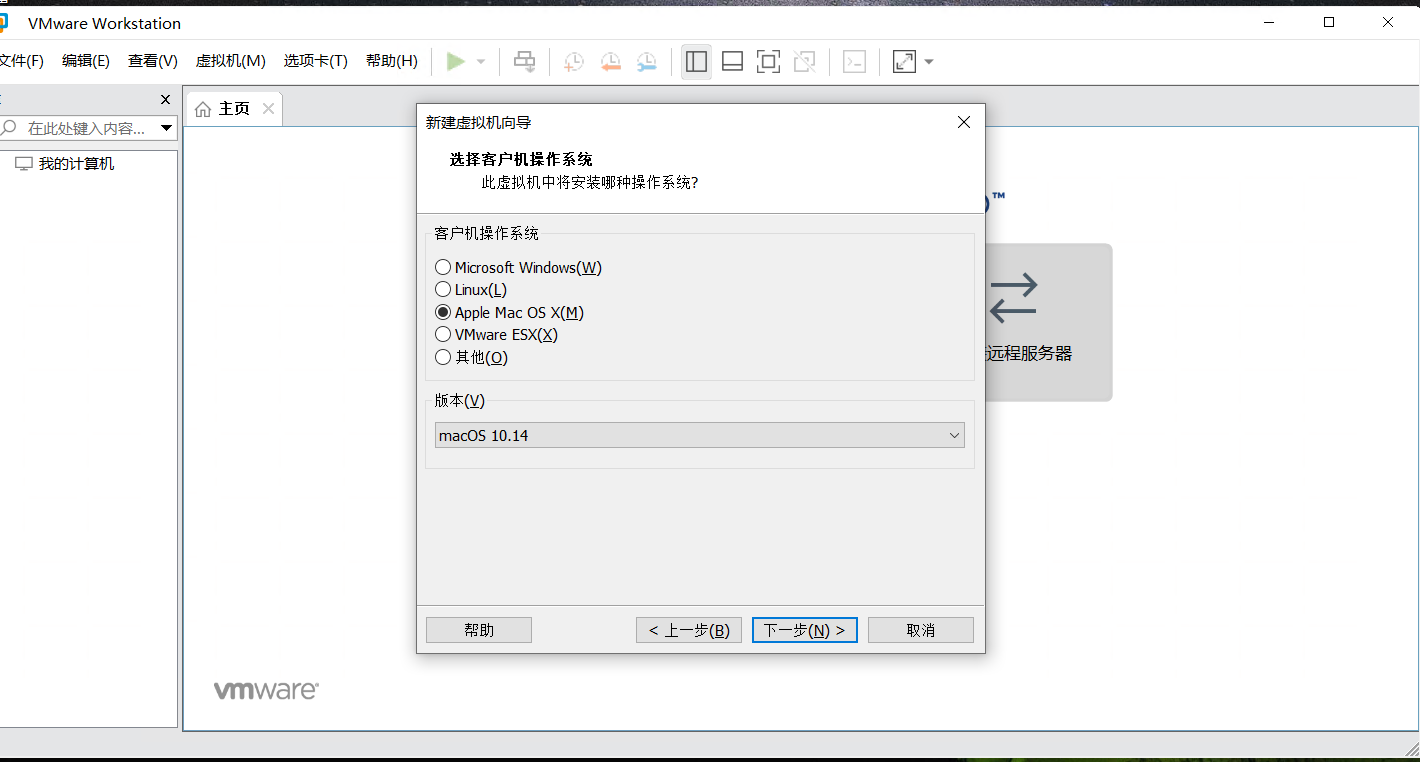 VMware Workstation
文件(F) 编辑(E) 查看(V) 虚拟机(M) 选项卡(T) 帮助(H)
主页
在此处键入内容...
我的计算机
新建虚拟机向导
选择客户机操作系统
此虚拟机中将安装哪种操作系统?
TM
客户机操作系统
Microsoft Windows(W)
Linux(L)
Apple Mac OS X(M)
VMware ESX(X)
其他(O)
远程服务器
版本(V)
macOS 10.14
帮助
< 上一步(B)
下一步(N) >
取消
vmware